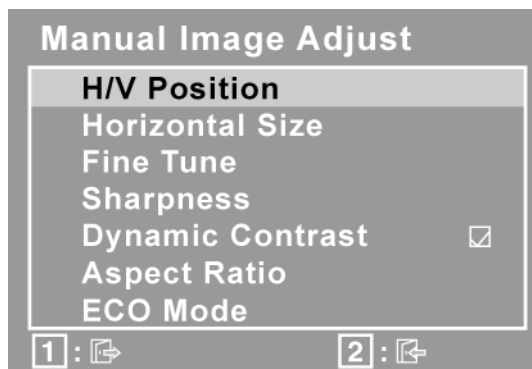 Manual Image Adjust
H/V Position
Horizontal Size
Fine Tune
Sharpness
Dynamic Contrast
Aspect Ratio
ECO Mode
1: 2: